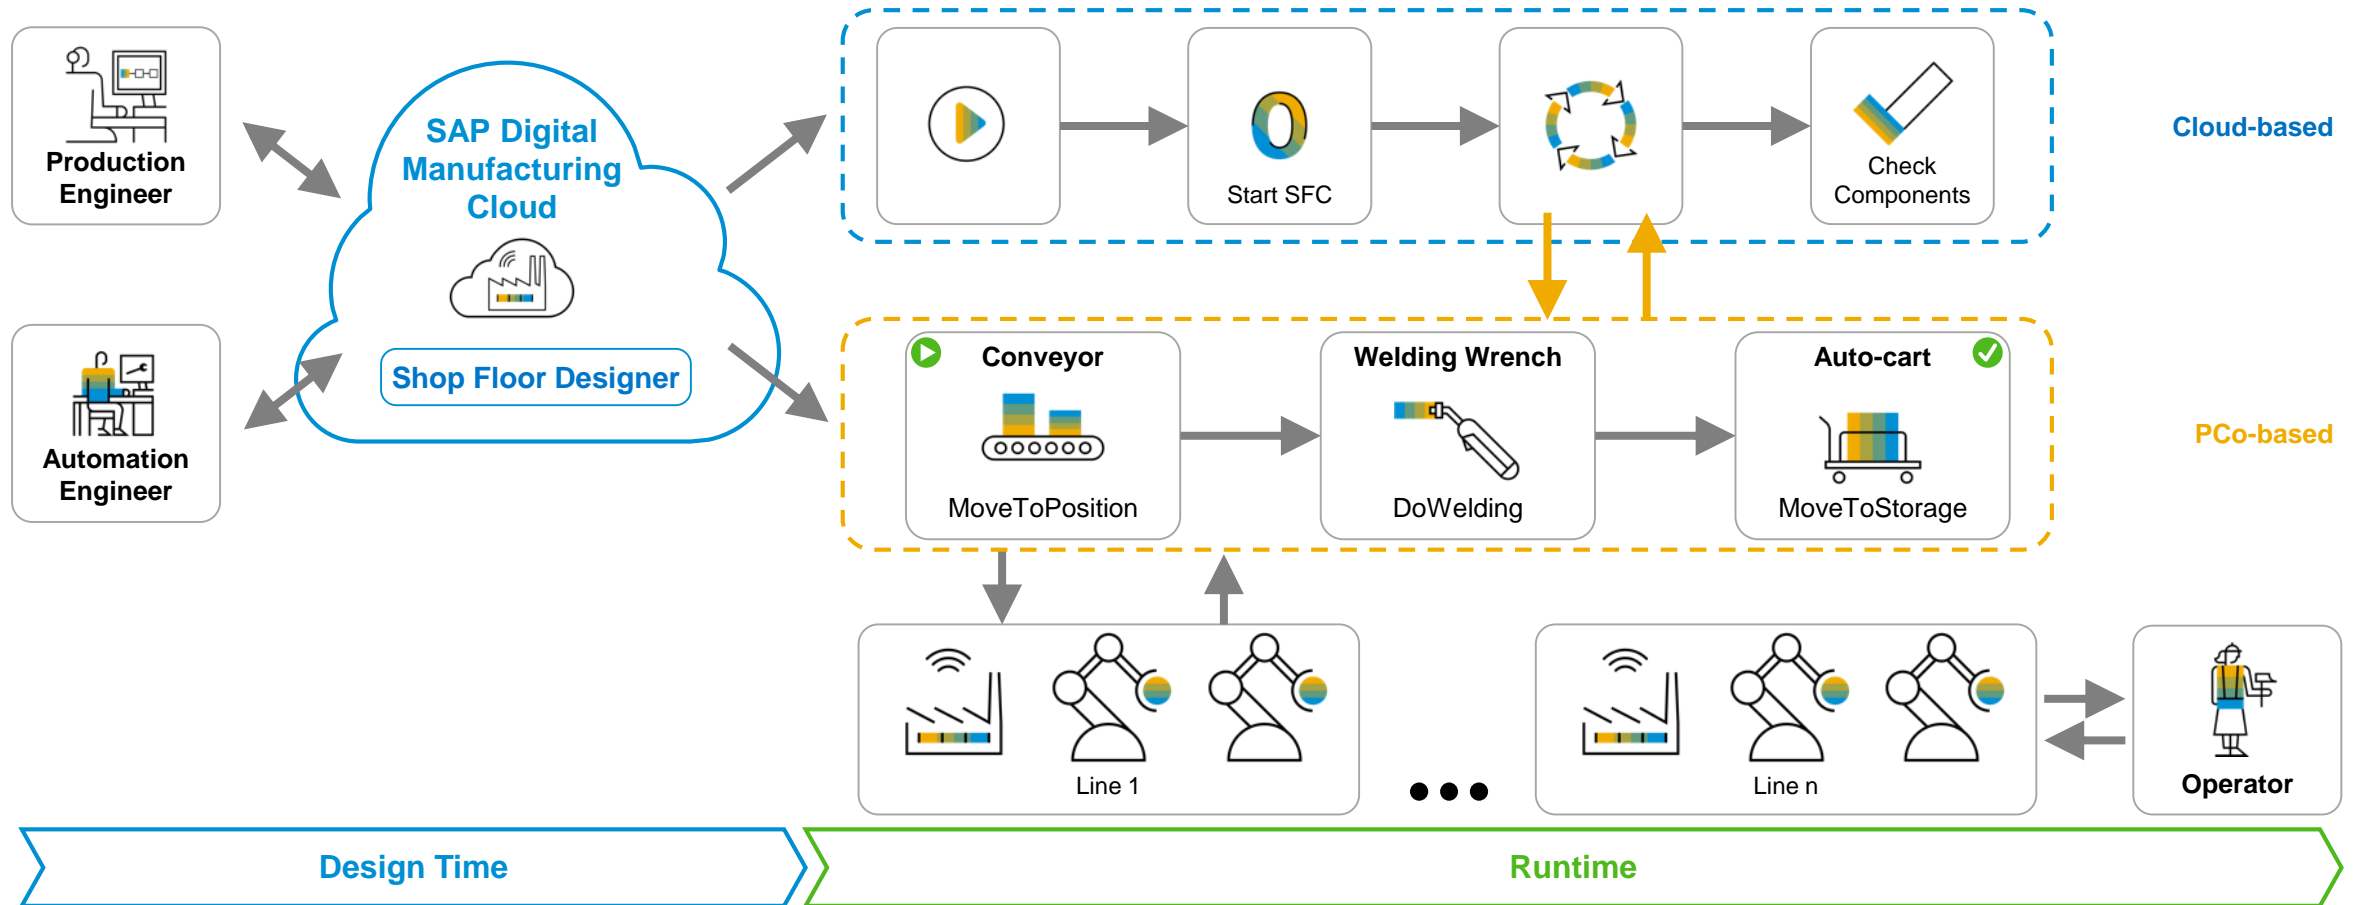 Production
Engineer
SAP Digital
Manufacturing
Cloud
Shop Floor Designer
Automation
Engineer
Start SFC
Check
Components
Cloud-based
Conveyor
MoveToPosition
Welding Wrench
DoWelding
Auto-cart
MoveToStorage
PCo-based
Line 1
Line n
Operator
Design Time
Runtime